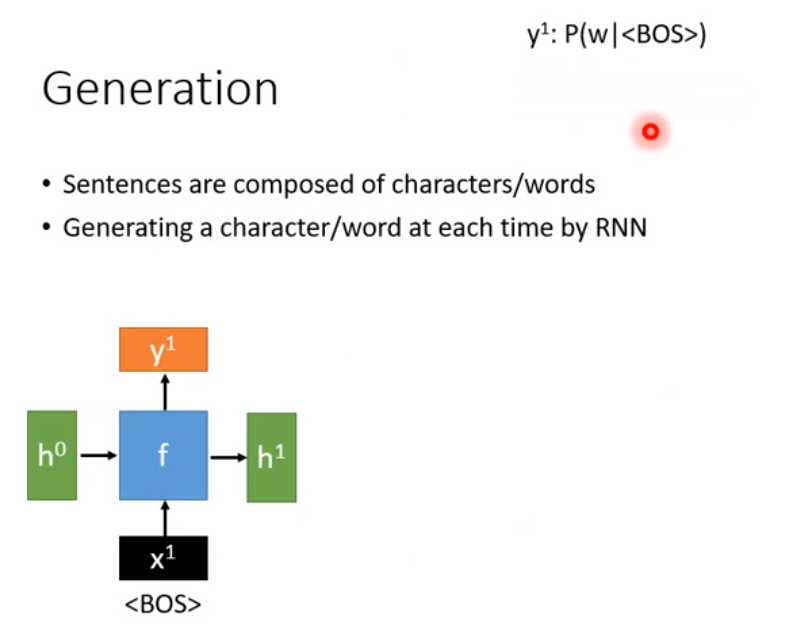 y¹: P(w|<BOS>)
Generation
• Sentences are composed of characters/words
• Generating a character/word at each time by RNN
y¹
h⁰ f h¹
x¹
<BOS>